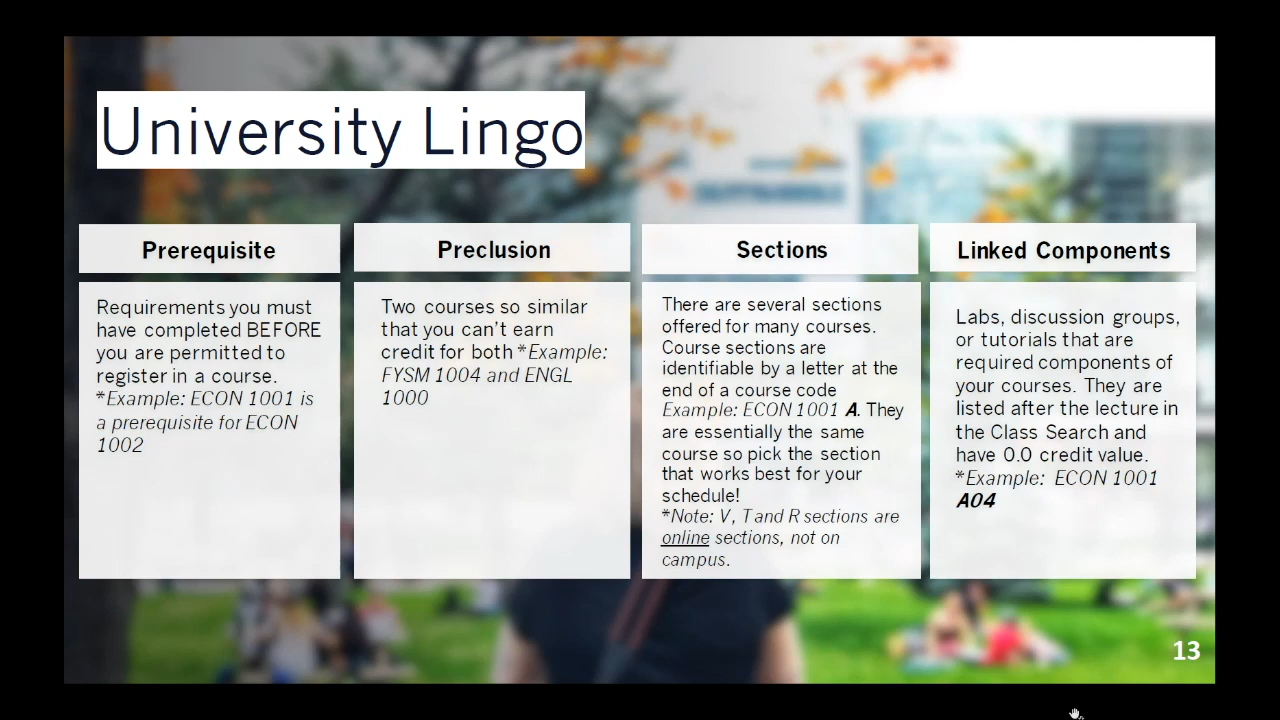 University Lingo
Prerequisite
Requirements you must
have completed BEFORE
you are permitted to
register in a course.
*Example: ECON 1001 is
a prerequisite for ECON
1002
Preclusion
Two courses so similar
that you can’t earn
credit for both *Example:
FYSM 1004 and ENGL
1000
Sections
There are several sections
offered for many courses.
Course sections are
identifiable by a letter at the
end of a course code
Example: ECON 1001 A. They
are essentially the same
course so pick the section
that works best for your
schedule!
*Note: V, T and R sections are
online sections, not on
campus.
Linked Components
Labs, discussion groups,
or tutorials that are
required components of
your courses. They are
listed after the lecture in
the Class Search and
have 0.0 credit value.
*Example: ECON 1001
A04
13